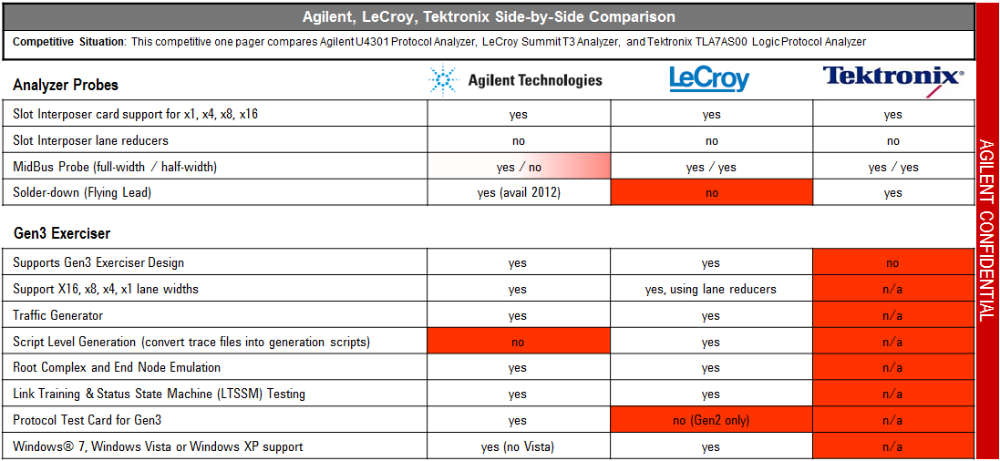 Agilent, LeCroy, Tektronix Side-by-Side Comparison
Competitive Situation: This competitive one pager compares Agilent U4301 Protocol Analyzer, LeCroy Summit T3 Analyzer, and Tektronix TLA7AS00 Logic Protocol Analyzer
Analyzer Probes Agilent Technologies LeCroy Tektronix®
Slot Interposer card support for x1, x4, x8, x16 yes yes yes
Slot Interposer lane reducers no no no
MidBus Probe (full-width / half-width) yes / no yes / yes yes / yes
Solder-down (Flying Lead) yes (avail 2012) no yes
Gen3 Exerciser
Supports Gen3 Exerciser Design yes yes no
Support X16, x8, x4, x1 lane widths yes yes, using lane reducers n/a
Traffic Generator yes yes n/a
Script Level Generation (convert trace files into generation scripts) no yes n/a
Root Complex and End Node Emulation yes yes n/a
Link Training & Status State Machine (LTSSM) Testing yes yes n/a
Protocol Test Card for Gen3 yes no (Gen2 only) n/a
Windows® 7, Windows Vista or Windows XP support yes (no Vista) yes n/a
AGILENT CONFIDENTIAL